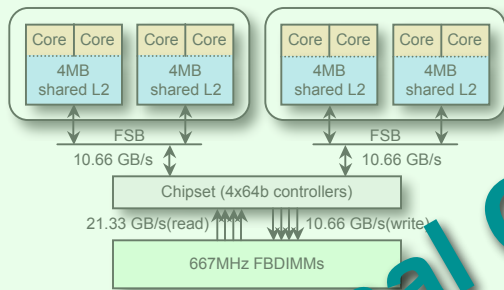 Core Core Core Core Core Core Core Core
4MB shared L2 4MB shared L2 4MB shared L2 4MB shared L2
FSB FSB
10.66 GB/s 10.66 GB/s
Chipset (4x64b controllers)
21.33 GB/s(read) 10.66 GB/s(write)
667MHz FBDIMMs